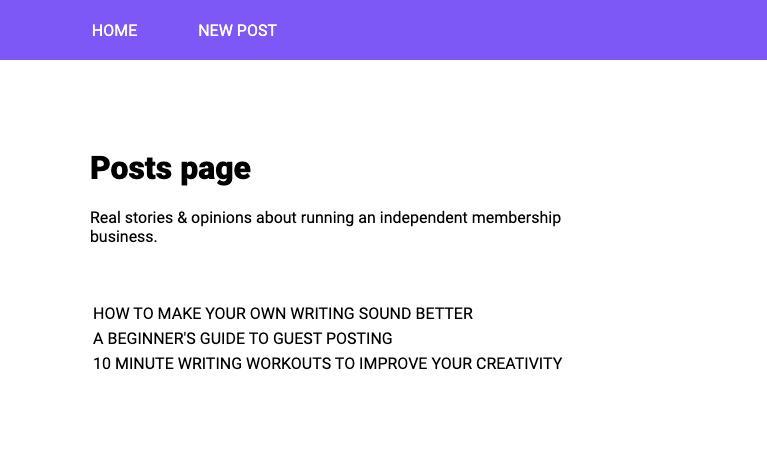 HOME NEW POST
Posts page
Real stories & opinions about running an independent membership
business.
HOW TO MAKE YOUR OWN WRITING SOUND BETTER
A BEGINNER'S GUIDE TO GUEST POSTING
10 MINUTE WRITING WORKOUTS TO IMPROVE YOUR CREATIVITY